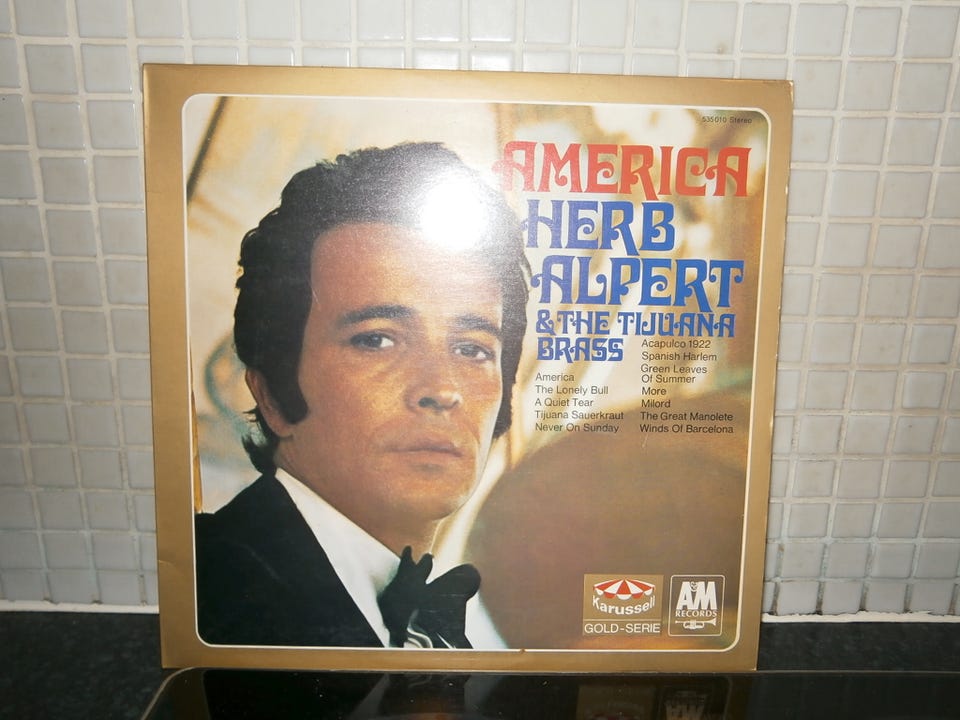 535010 Stereo
AMERICA
HERB
ALPERT
& THE TIJUANA
BRASS
America
The Lonely Bull
A Quiet Tear
Tijuana Sauerkraut
Never On Sunday
Acapulco 1922
Spanish Harlem
Green Leaves
Of Summer
More
Milord
The Great Manolete
Winds Of Barcelona
Karussell
GOLD-SERIE
A&M
RECORDS